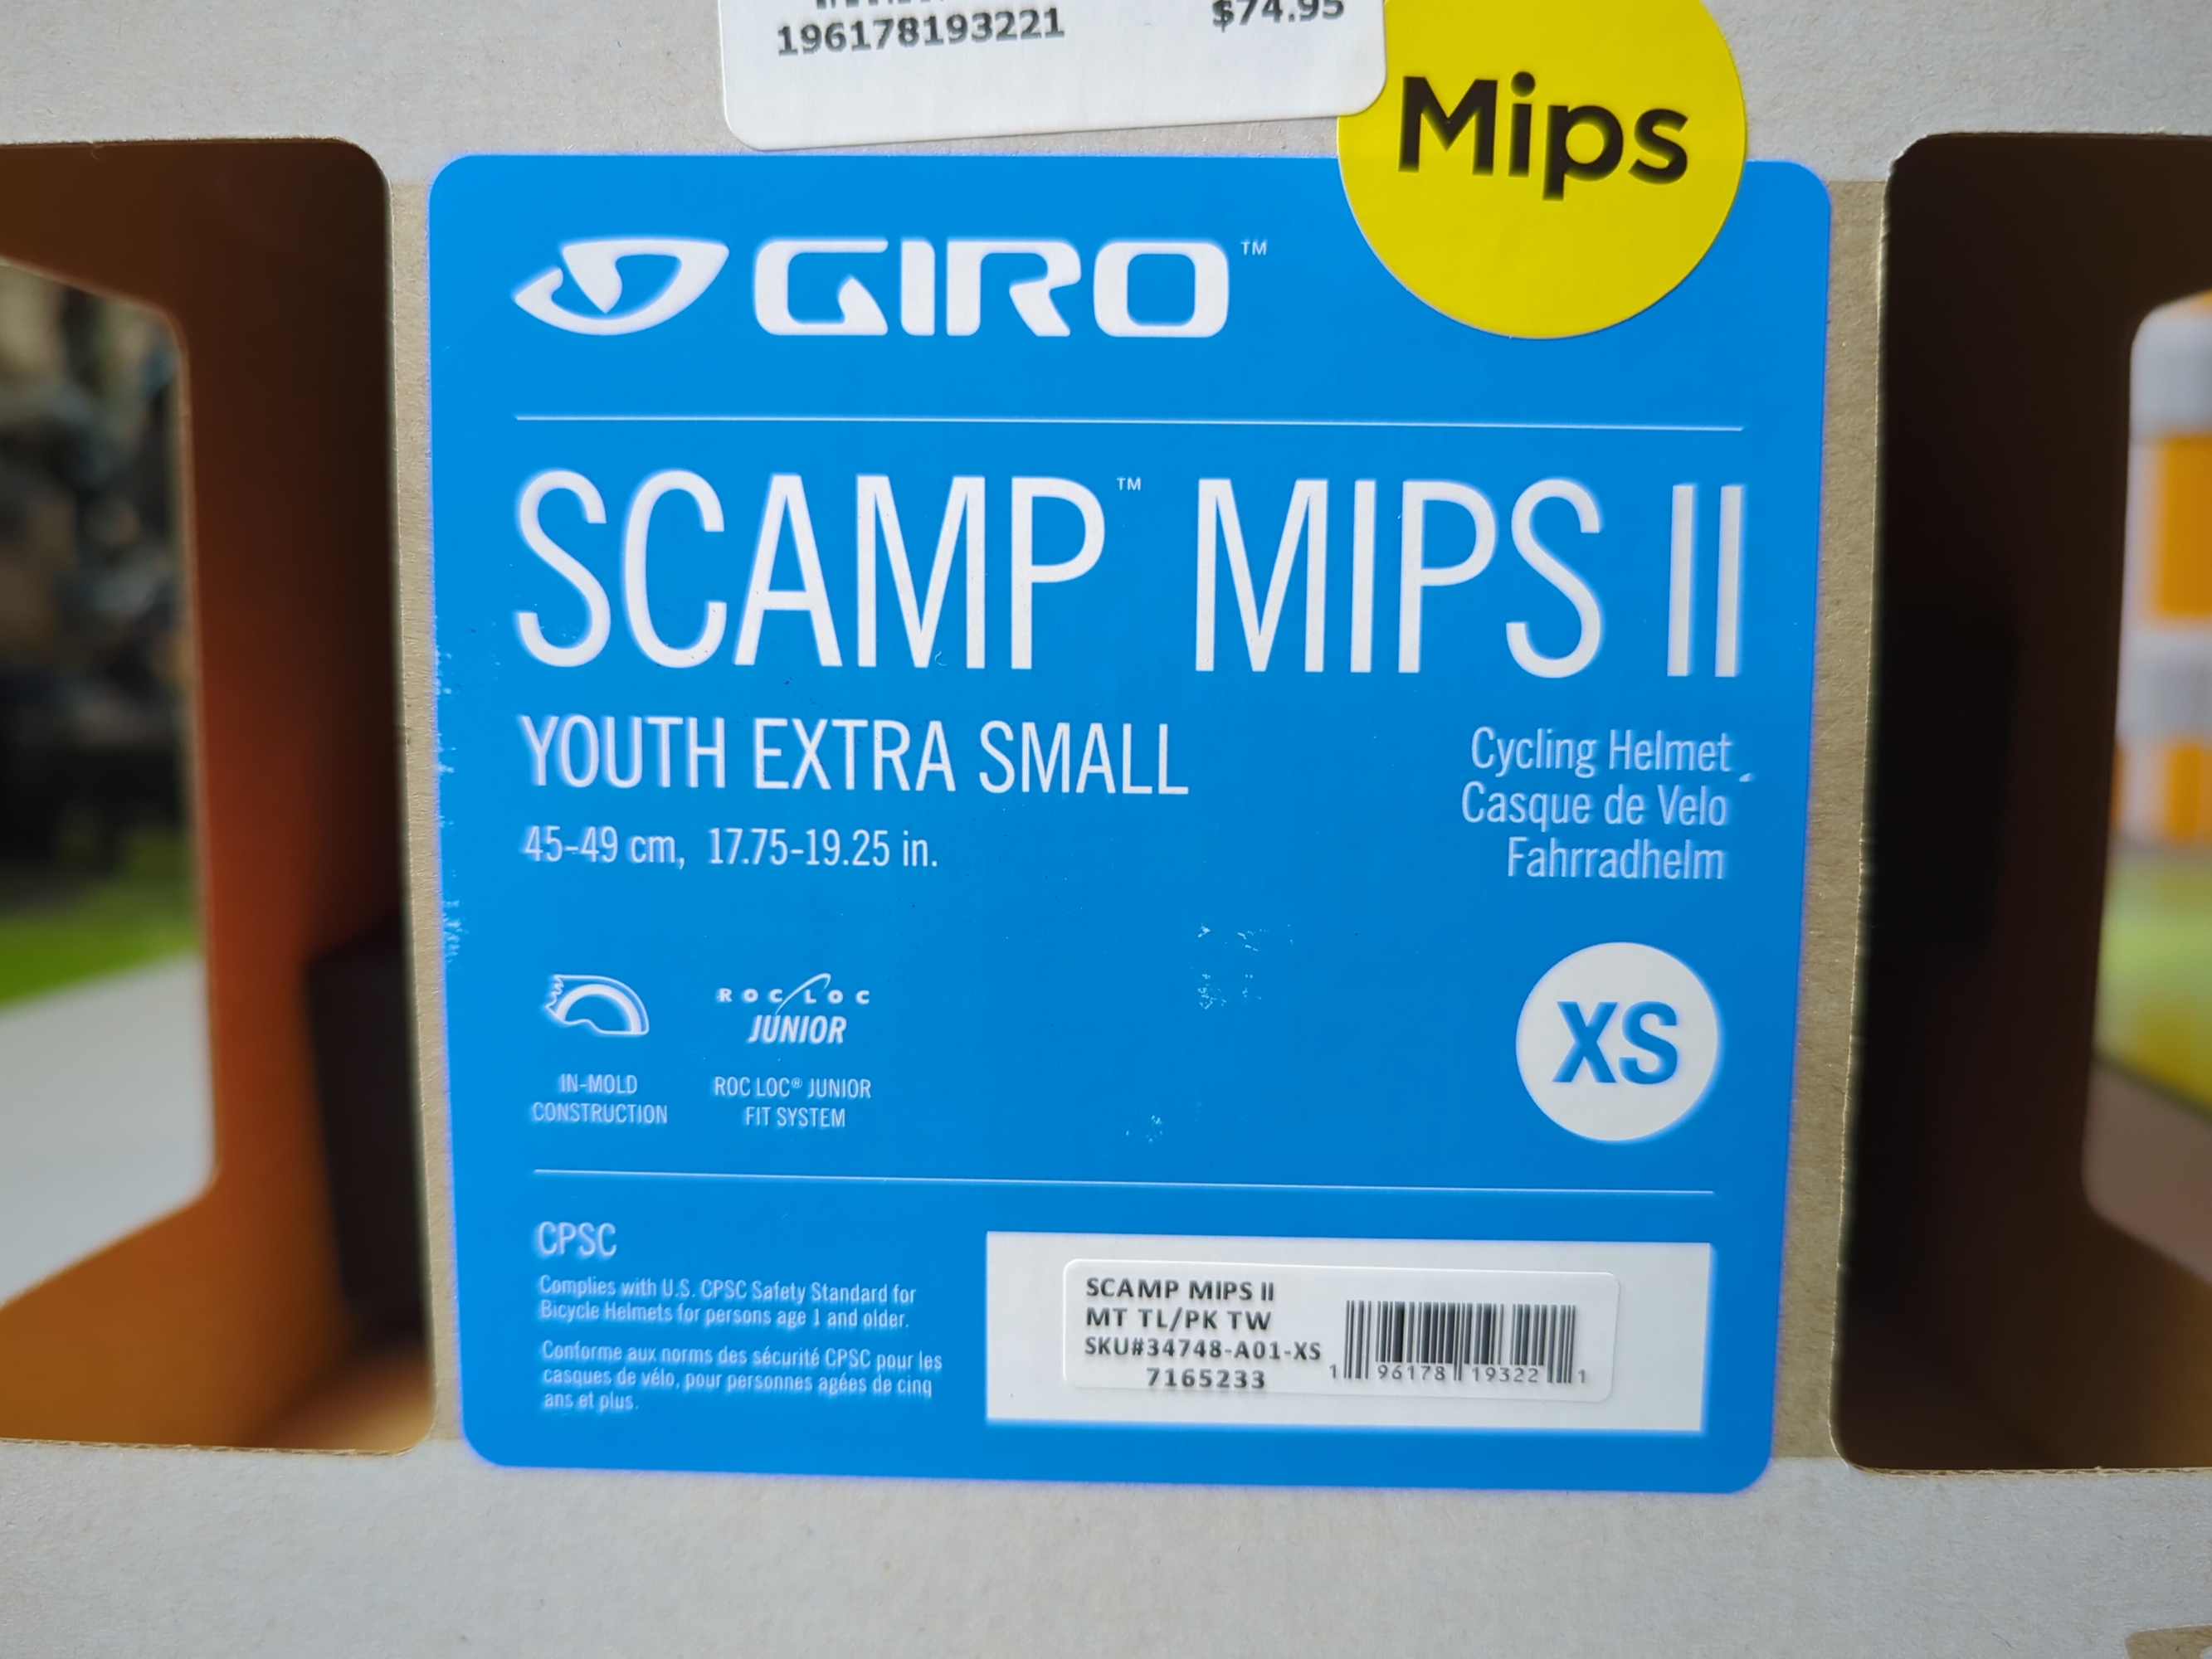 196178193221 $74.95
Mips
GIRO™
SCAMP™ MIPS II
YOUTH EXTRA SMALL
45-49 cm, 17.75-19.25 in.
Cycling Helmet
Casque de Velo
Fahrradhelm
ROC LOC
JUNIOR
IN-MOLD
CONSTRUCTION
ROC LOC® JUNIOR
FIT SYSTEM
XS
CPSC
Complies with U.S. CPSC Safety Standard for
Bicycle Helmets for persons age 1 and older.
Conforme aux norms des sécurité CPSC pour les
casques de vélo, pour personnes agées de cinq
ans et plus.
SCAMP MIPS II
MT TL/PK TW
SKU#34748-A01-XS
7165233
1 96178 19322 1